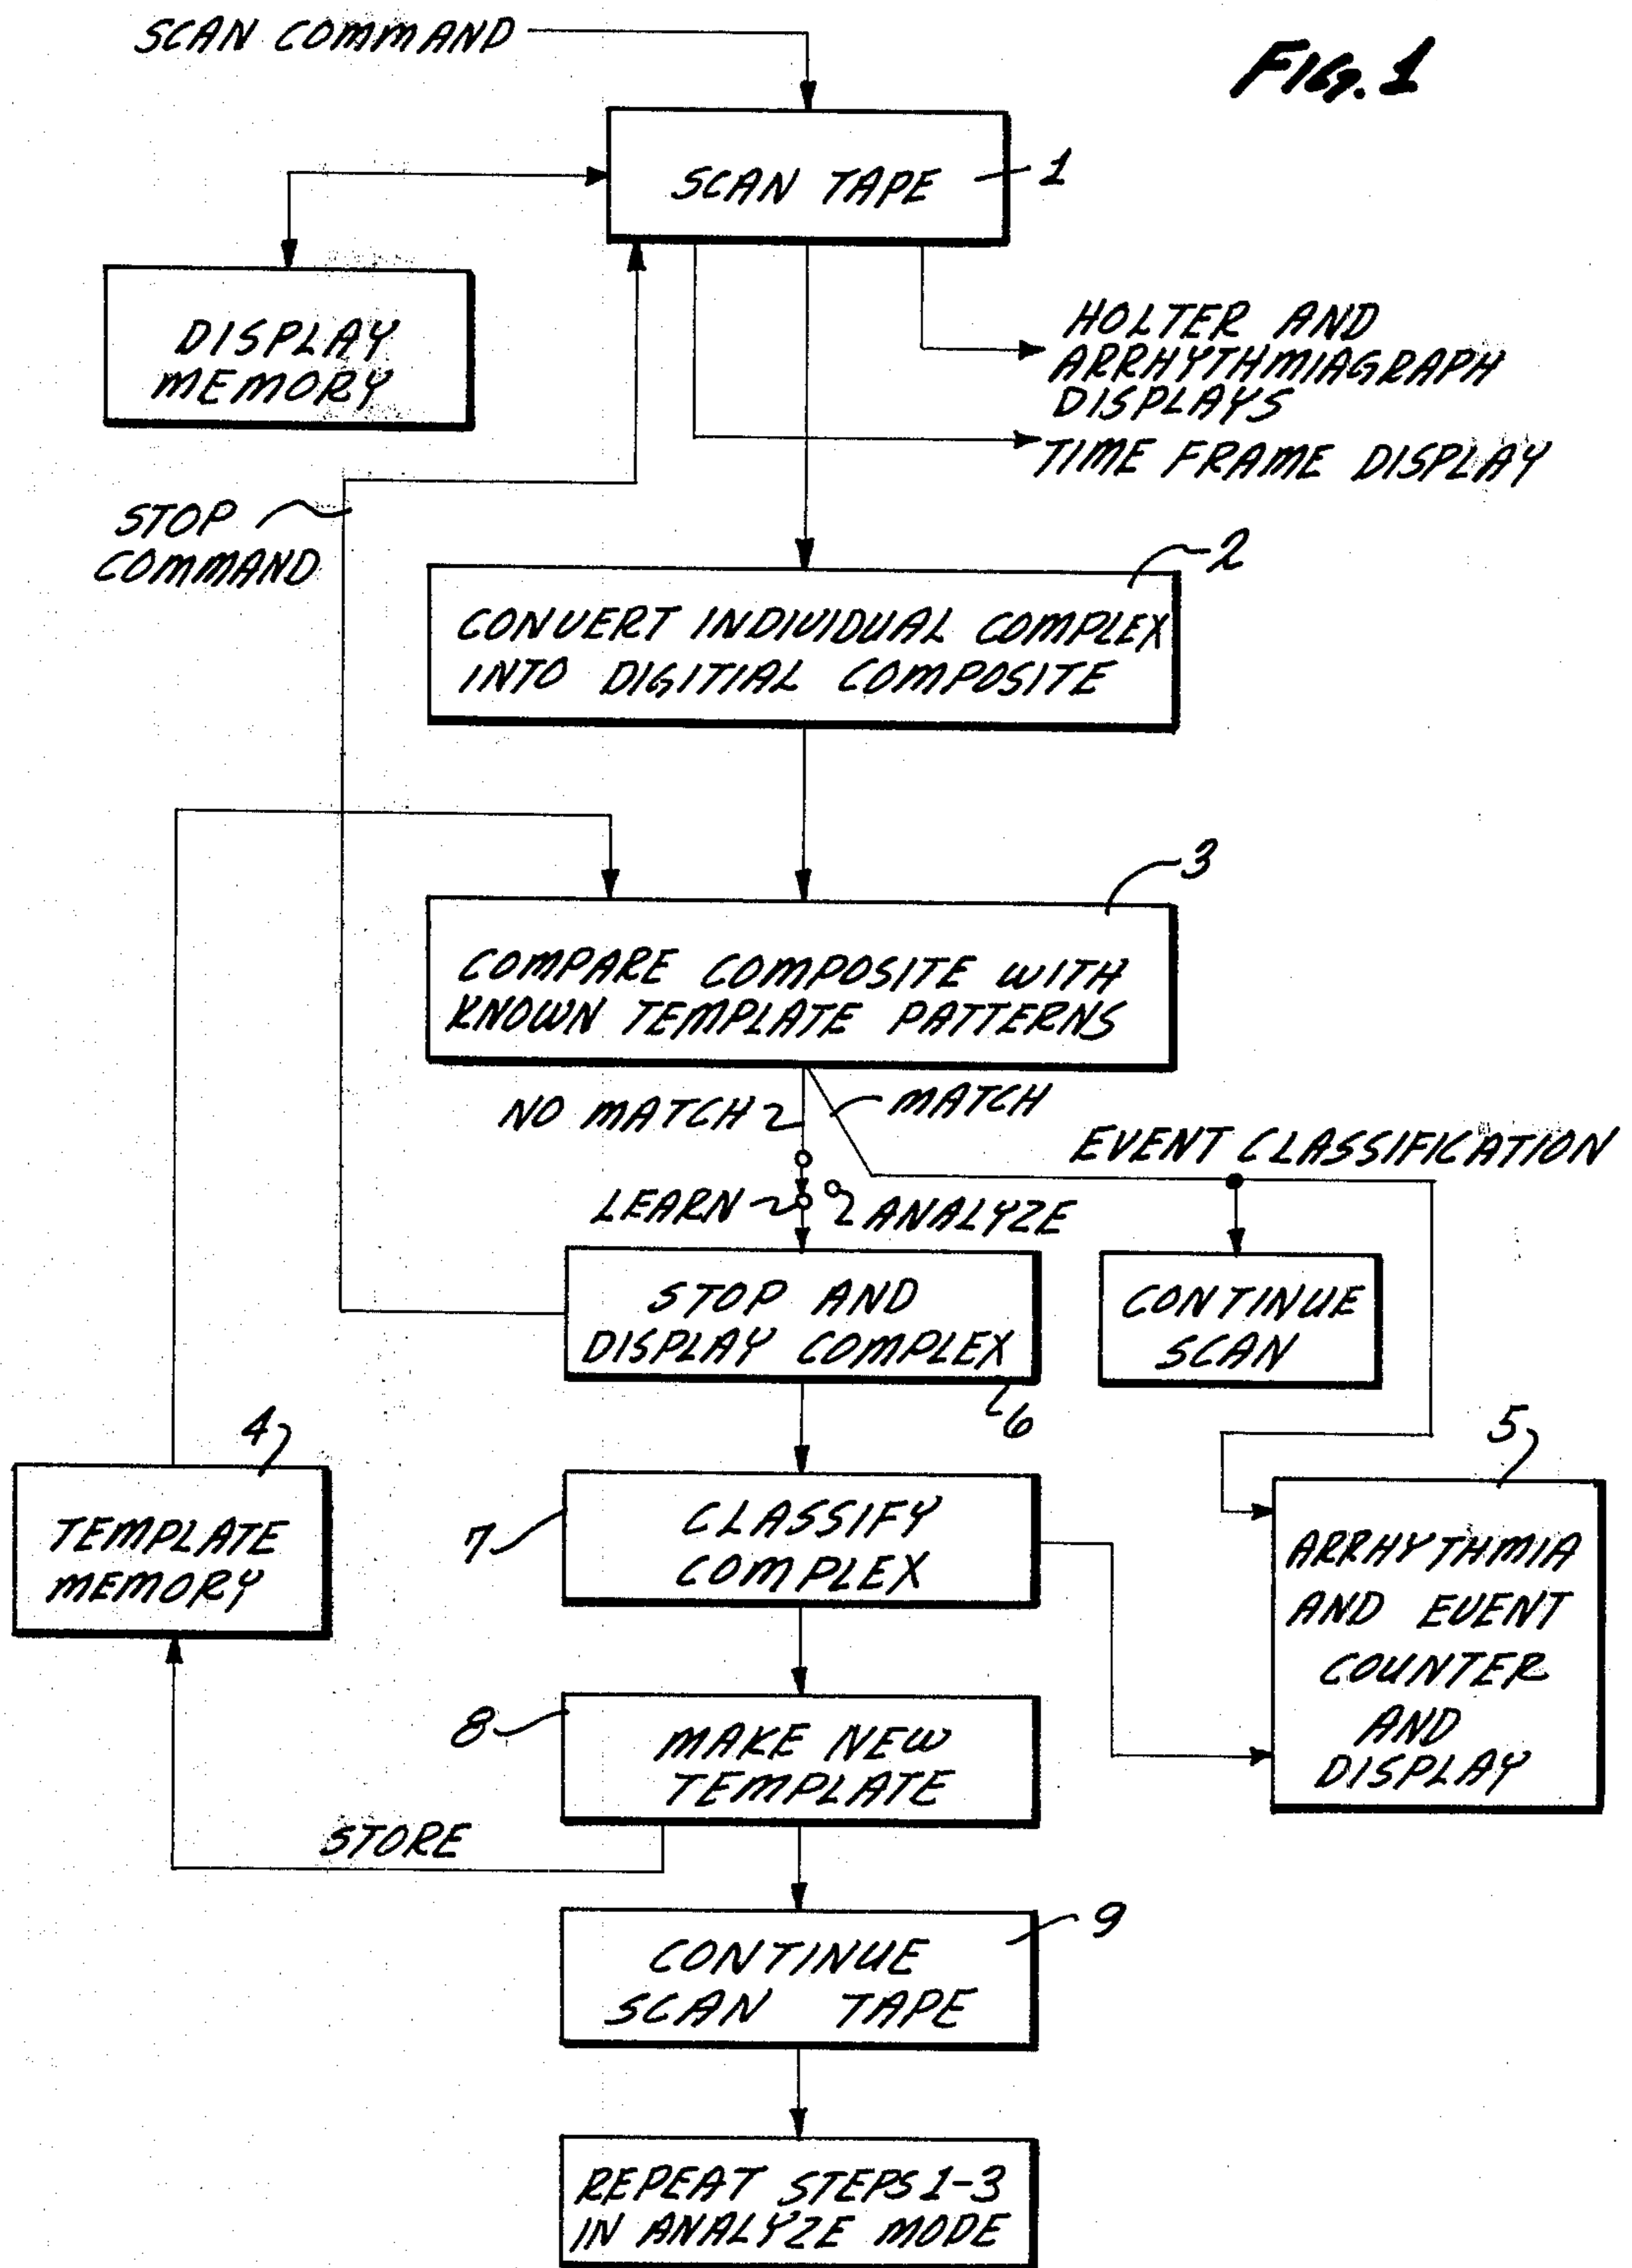 SCAN COMMAND
FIG. 1
SCAN TAPE
1
DISPLAY
MEMORY
HOLTER AND
ARRHYTHMIAGRAPH
DISPLAYS
TIME FRAME DISPLAY
STOP
COMMAND
2
CONVERT INDIVIDUAL COMPLEX
INTO DIGITIAL COMPOSITE
3
COMPARE COMPOSITE WITH
KNOWN TEMPLATE PATTERNS
NO MATCH
MATCH
EVENT CLASSIFICATION
LEARN
ANALYZE
STOP AND
DISPLAY COMPLEX
6
CONTINUE
SCAN
4
TEMPLATE
MEMORY
7
CLASSIFY
COMPLEX
5
ARRHYTHMIA
AND EVENT
COUNTER
AND
DISPLAY
8
MAKE NEW
TEMPLATE
STORE
9
CONTINUE
SCAN TAPE
REPEAT STEPS 1-3
IN ANALYZE MODE